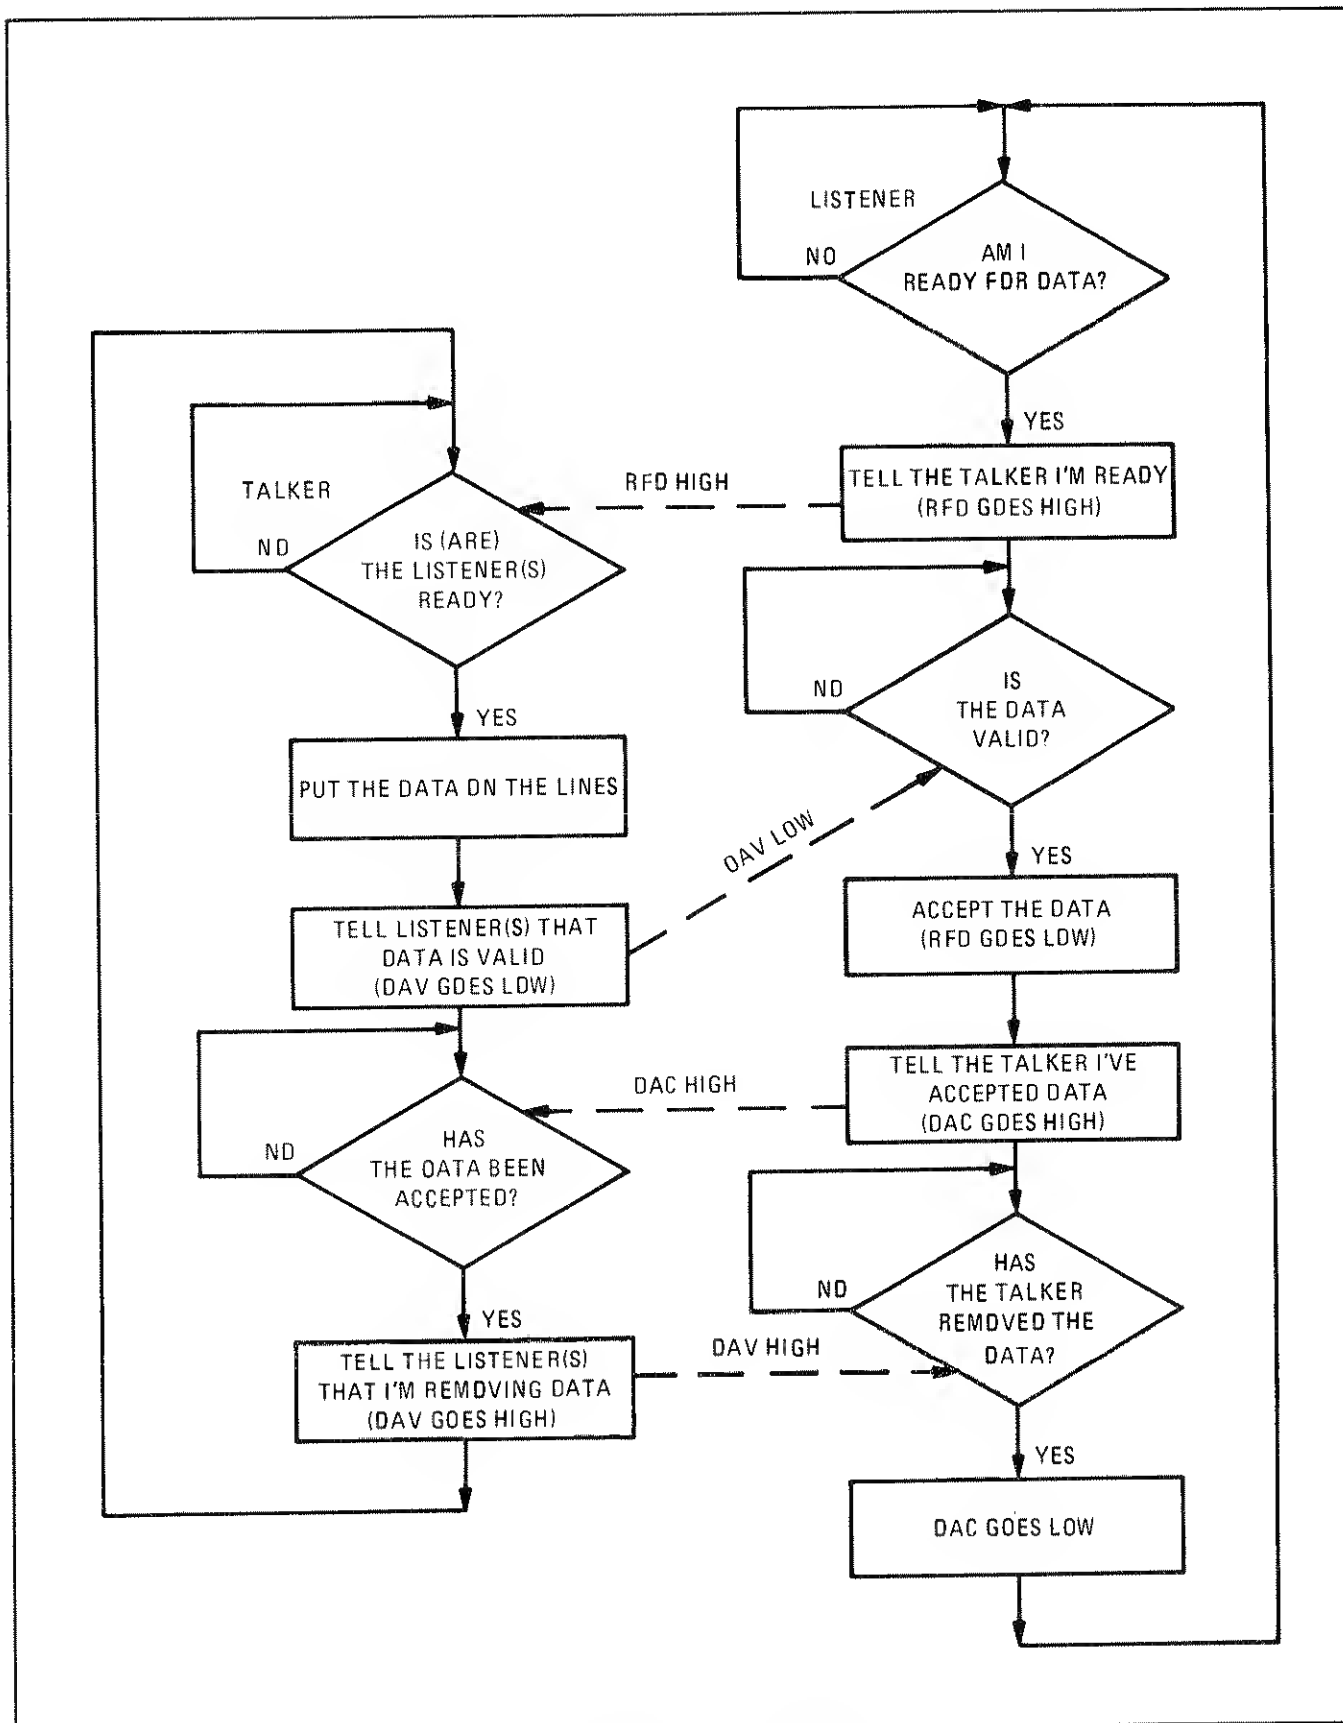 LISTENER
NO
AM I
READY FOR DATA?
YES
TELL THE TALKER I'M READY
(RFD GOES HIGH)
RFD HIGH
TALKER
NO
IS (ARE)
THE LISTENER(S)
READY?
YES
PUT THE DATA ON THE LINES
TELL LISTENER(S) THAT
DATA IS VALID
(DAV GOES LOW)
DAV LOW
NO
IS
THE DATA
VALID?
YES
ACCEPT THE DATA
(RFD GOES LOW)
TELL THE TALKER I'VE
ACCEPTED DATA
(DAC GOES HIGH)
DAC HIGH
NO
HAS
THE DATA BEEN
ACCEPTED?
YES
TELL THE LISTENER(S)
THAT I'M REMOVING DATA
(DAV GOES HIGH)
DAV HIGH
NO
HAS
THE TALKER
REMOVED THE
DATA?
YES
DAC GOES LOW